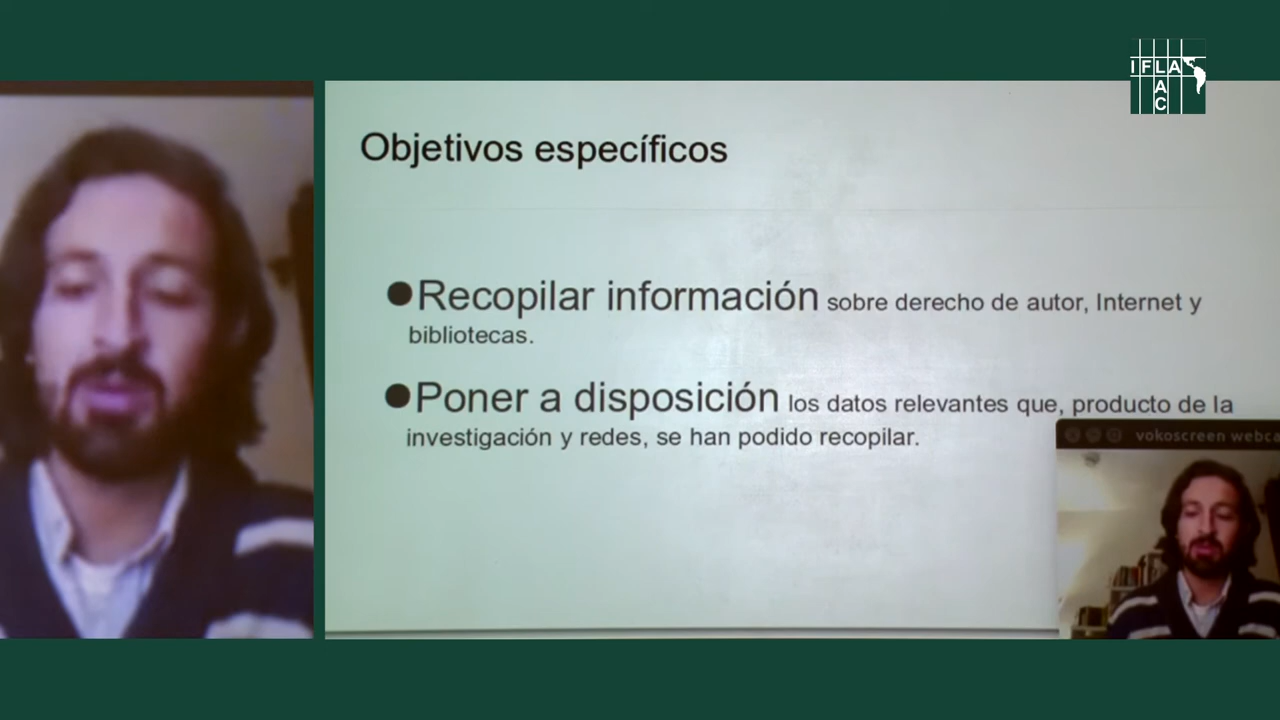 IFLA
LAC
Objetivos específicos
●Recopilar información sobre derecho de autor, Internet y
bibliotecas.
●Poner a disposición los datos relevantes que, producto de la
investigación y redes, se han podido recopilar.
vokoscreen webca